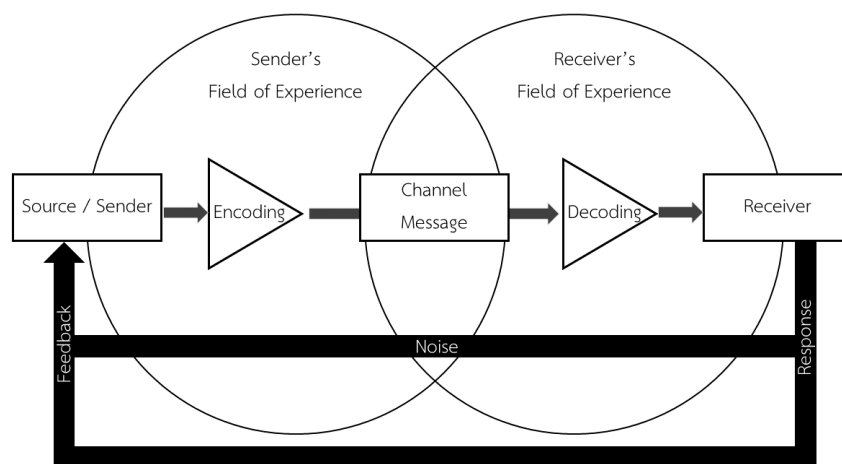 Sender's
Field of Experience
Receiver's
Field of Experience
Source / Sender
Encoding
Channel
Message
Decoding
Receiver
Feedback
Noise
Response